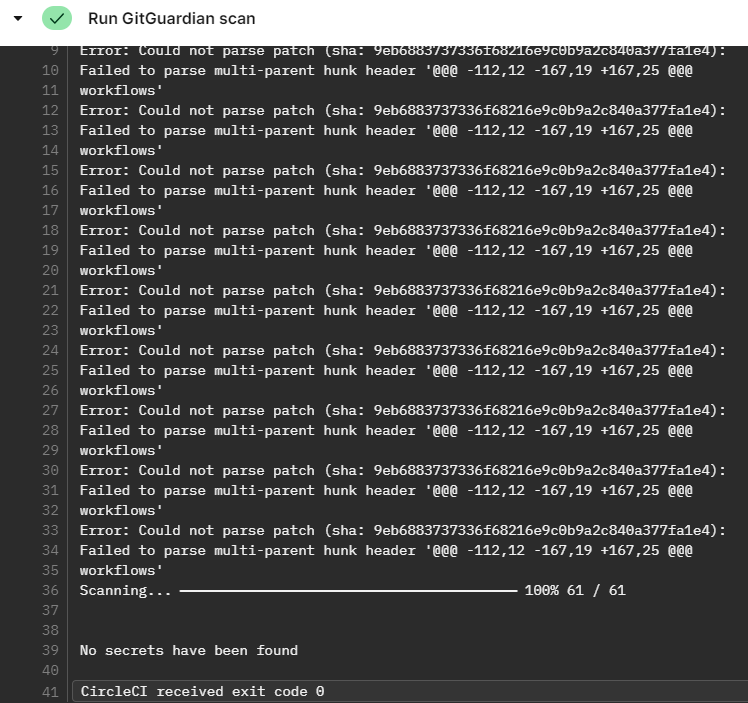 Run GitGuardian scan
9 Error: Could not parse patch (sha: 9eb6883737336f68216e9c0b9a2c840a377fa1e4):
10 Failed to parse multi-parent hunk header '@@@ -112,12 -167,19 +167,25 @@@
11 workflows'
12 Error: Could not parse patch (sha: 9eb6883737336f68216e9c0b9a2c840a377fa1e4):
13 Failed to parse multi-parent hunk header '@@@ -112,12 -167,19 +167,25 @@@
14 workflows'
15 Error: Could not parse patch (sha: 9eb6883737336f68216e9c0b9a2c840a377fa1e4):
16 Failed to parse multi-parent hunk header '@@@ -112,12 -167,19 +167,25 @@@
17 workflows'
18 Error: Could not parse patch (sha: 9eb6883737336f68216e9c0b9a2c840a377fa1e4):
19 Failed to parse multi-parent hunk header '@@@ -112,12 -167,19 +167,25 @@@
20 workflows'
21 Error: Could not parse patch (sha: 9eb6883737336f68216e9c0b9a2c840a377fa1e4):
22 Failed to parse multi-parent hunk header '@@@ -112,12 -167,19 +167,25 @@@
23 workflows'
24 Error: Could not parse patch (sha: 9eb6883737336f68216e9c0b9a2c840a377fa1e4):
25 Failed to parse multi-parent hunk header '@@@ -112,12 -167,19 +167,25 @@@
26 workflows'
27 Error: Could not parse patch (sha: 9eb6883737336f68216e9c0b9a2c840a377fa1e4):
28 Failed to parse multi-parent hunk header '@@@ -112,12 -167,19 +167,25 @@@
29 workflows'
30 Error: Could not parse patch (sha: 9eb6883737336f68216e9c0b9a2c840a377fa1e4):
31 Failed to parse multi-parent hunk header '@@@ -112,12 -167,19 +167,25 @@@
32 workflows'
33 Error: Could not parse patch (sha: 9eb6883737336f68216e9c0b9a2c840a377fa1e4):
34 Failed to parse multi-parent hunk header '@@@ -112,12 -167,19 +167,25 @@@
35 workflows'
36 Scanning... 100% 61 / 61
37
38
39 No secrets have been found
40
41 CircleCI received exit code 0